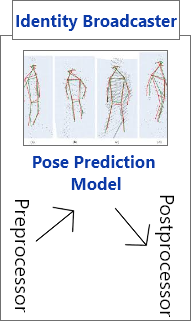 Identity Broadcaster
Pose Prediction
Model
Preprocessor
Postprocessor